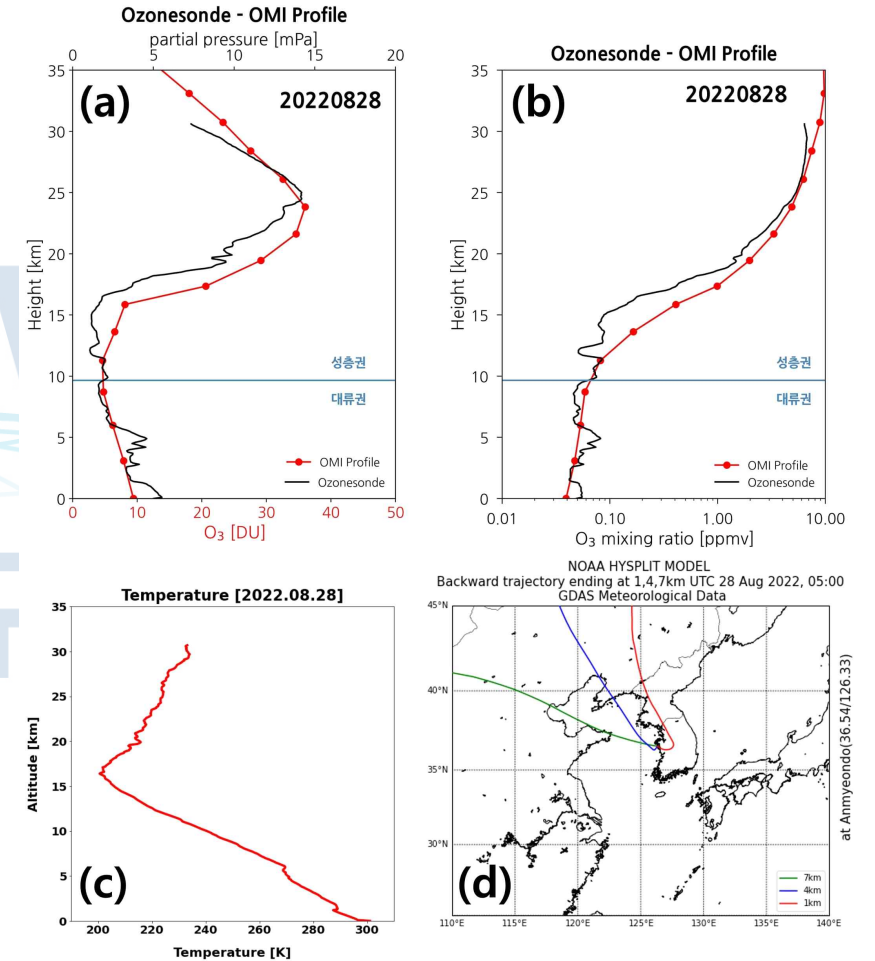 Ozonesonde - OMI Profile
partial pressure [mPa]
0 5 10 15 20
35
30
25
20
15
10
5
0
Height [km]
(a)
20220828
성층권
대류권
OMI Profile
Ozonesonde
0 10 20 30 40 50
O₃ [DU]
Ozonesonde - OMI Profile
35
30
25
20
15
10
5
0
Height [km]
(b)
20220828
성층권
대류권
OMI Profile
Ozonesonde
0.01 0.10 1.00 10.00
O₃ mixing ratio [ppmv]
Temperature [2022.08.28]
35
30
25
20
15
10
5
0
Altitude [km]
(c)
200 220 240 260 280 300
Temperature [K]
NOAA HYSPLIT MODEL
Backward trajectory ending at 1,4,7km UTC 28 Aug 2022, 05:00
GDAS Meteorological Data
45°N
40°N
35°N
30°N
(d)
7km
4km
1km
110°E 115°E 120°E 125°E 130°E 135°E 140°E
at Anmyeondo(36.54/126.33)